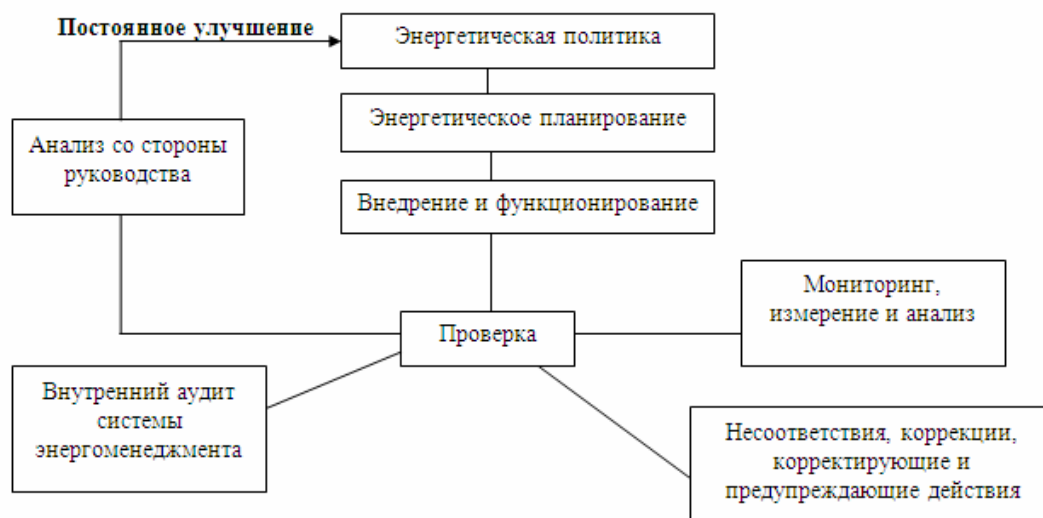 Постоянное улучшение
Энергетическая политика
Энергетическое планирование
Анализ со стороны
руководства
Внедрение и функционирование
Мониторинг,
измерение и анализ
Проверка
Внутренний аудит
системы
энергоменеджмента
Несоответствия, коррекции,
корректирующие и
предупреждающие действия